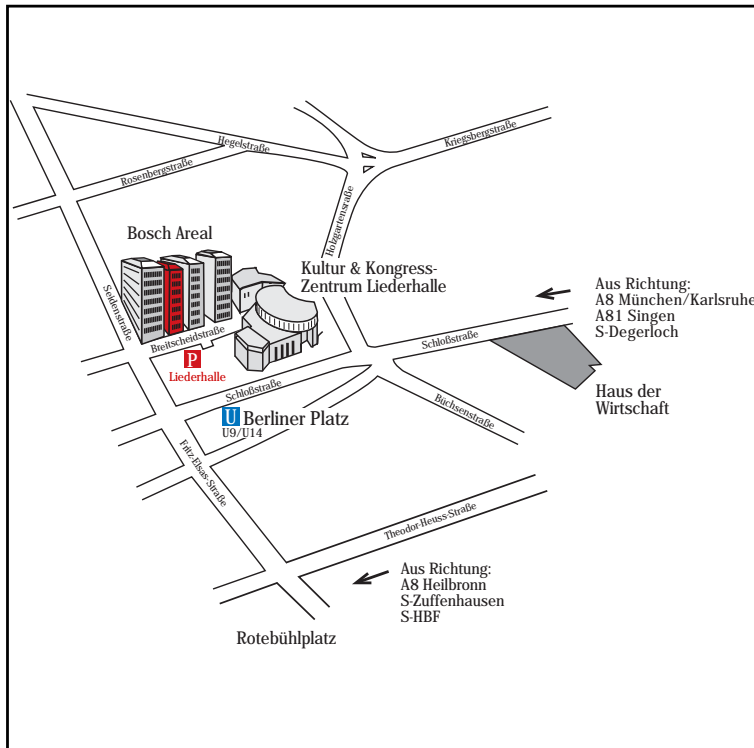 Hegelstraße
Kriegsbergstraße
Rosenbergstraße
Holzgartensraße
Bosch Areal
Kultur & Kongress-
Zentrum Liederhalle
Seidenstraße
Breitscheidstraße
P
Liederhalle
Schloßstraße
Aus Richtung:
A8 München/Karlsruhe
A81 Singen
S-Degerloch
Schloßstraße
Haus der
Wirtschaft
Büchsenstraße
U Berliner Platz
U9/U14
Fritz-Elsas-Straße
Theodor-Heuss-Straße
Aus Richtung:
A8 Heilbronn
S-Zuffenhausen
S-HBF
Rotebühlplatz